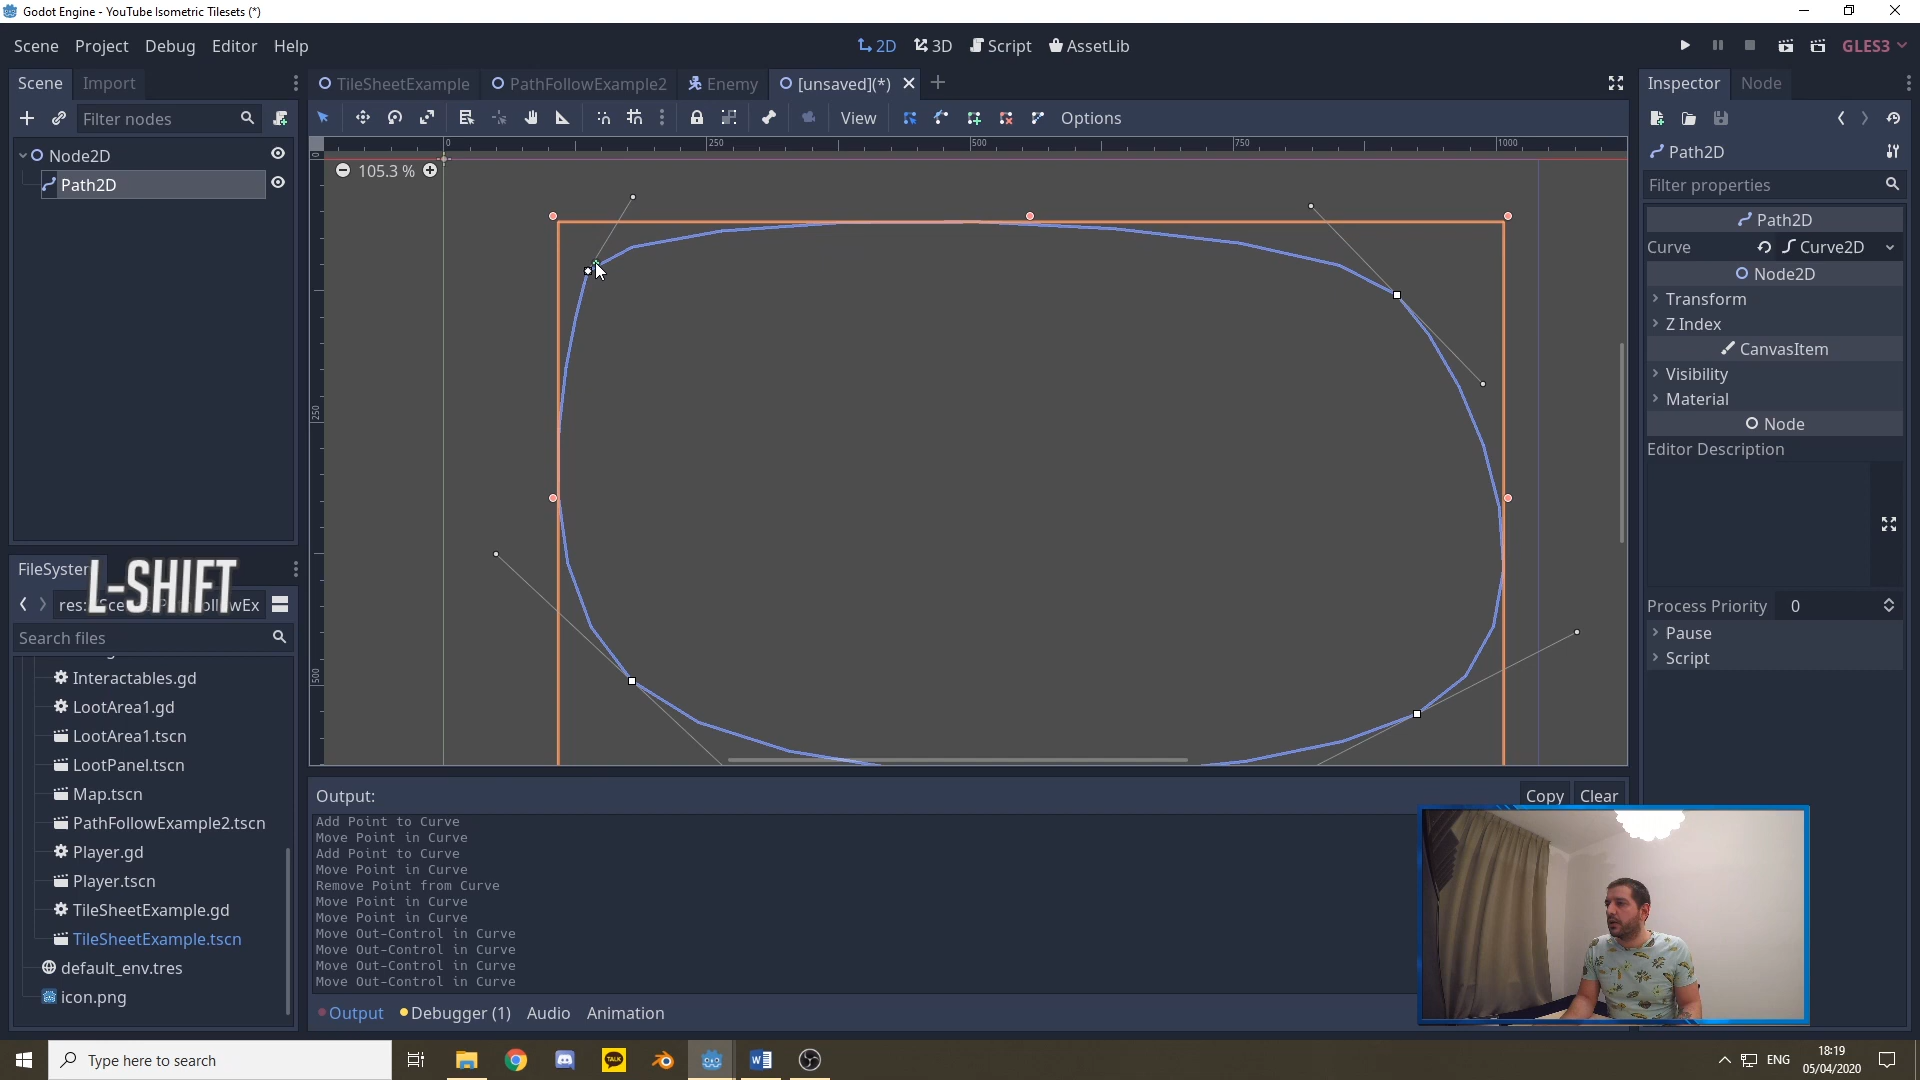 Godot Engine - YouTube Isometric Tilesets (*)
Scene Project Debug Editor Help
2D 3D Script AssetLib
GLES3
Scene Import
TileSheetExample PathFollowExample2 Enemy [unsaved](*)
Inspector Node
Filter nodes
View Options
Node2D
Path2D
105.3 %
0 250 500 750 1000
0
250
500
Path2D
Filter properties
Path2D
Curve Curve2D
Node2D
Transform
Z Index
CanvasItem
Visibility
Material
Node
Editor Description
Process Priority 0
Pause
Script
L-SHIFT
Search files
Interactables.gd
LootArea1.gd
LootArea1.tscn
LootPanel.tscn
Map.tscn
PathFollowExample2.tscn
Player.gd
Player.tscn
TileSheetExample.gd
TileSheetExample.tscn
default_env.tres
icon.png
Output:
Copy Clear
Add Point to Curve
Move Point in Curve
Add Point to Curve
Move Point in Curve
Remove Point from Curve
Move Point in Curve
Move Point in Curve
Move Out-Control in Curve
Move Out-Control in Curve
Move Out-Control in Curve
Move Out-Control in Curve
Output Debugger (1) Audio Animation
Type here to search
TALK
ENG
18:19
05/04/2020